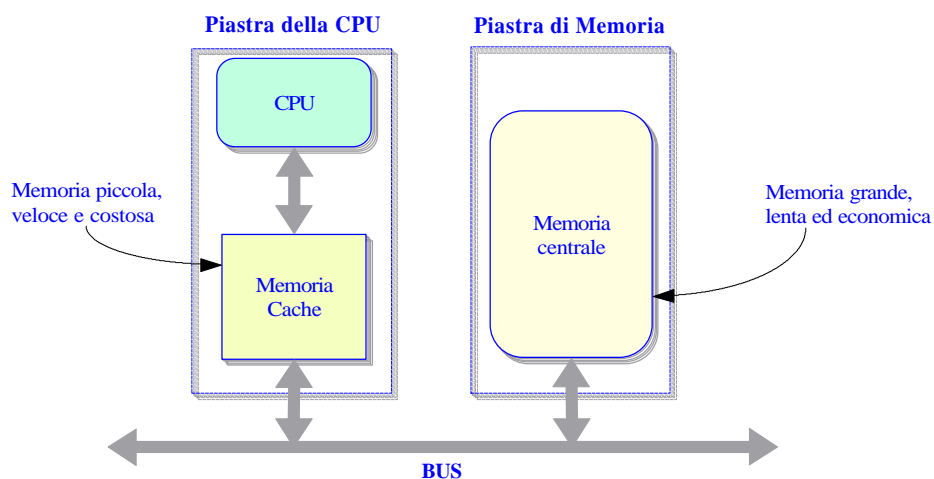 Piastra della CPU
Piastra di Memoria
CPU
Memoria piccola,
veloce e costosa
Memoria grande,
lenta ed economica
Memoria
centrale
Memoria
Cache
BUS